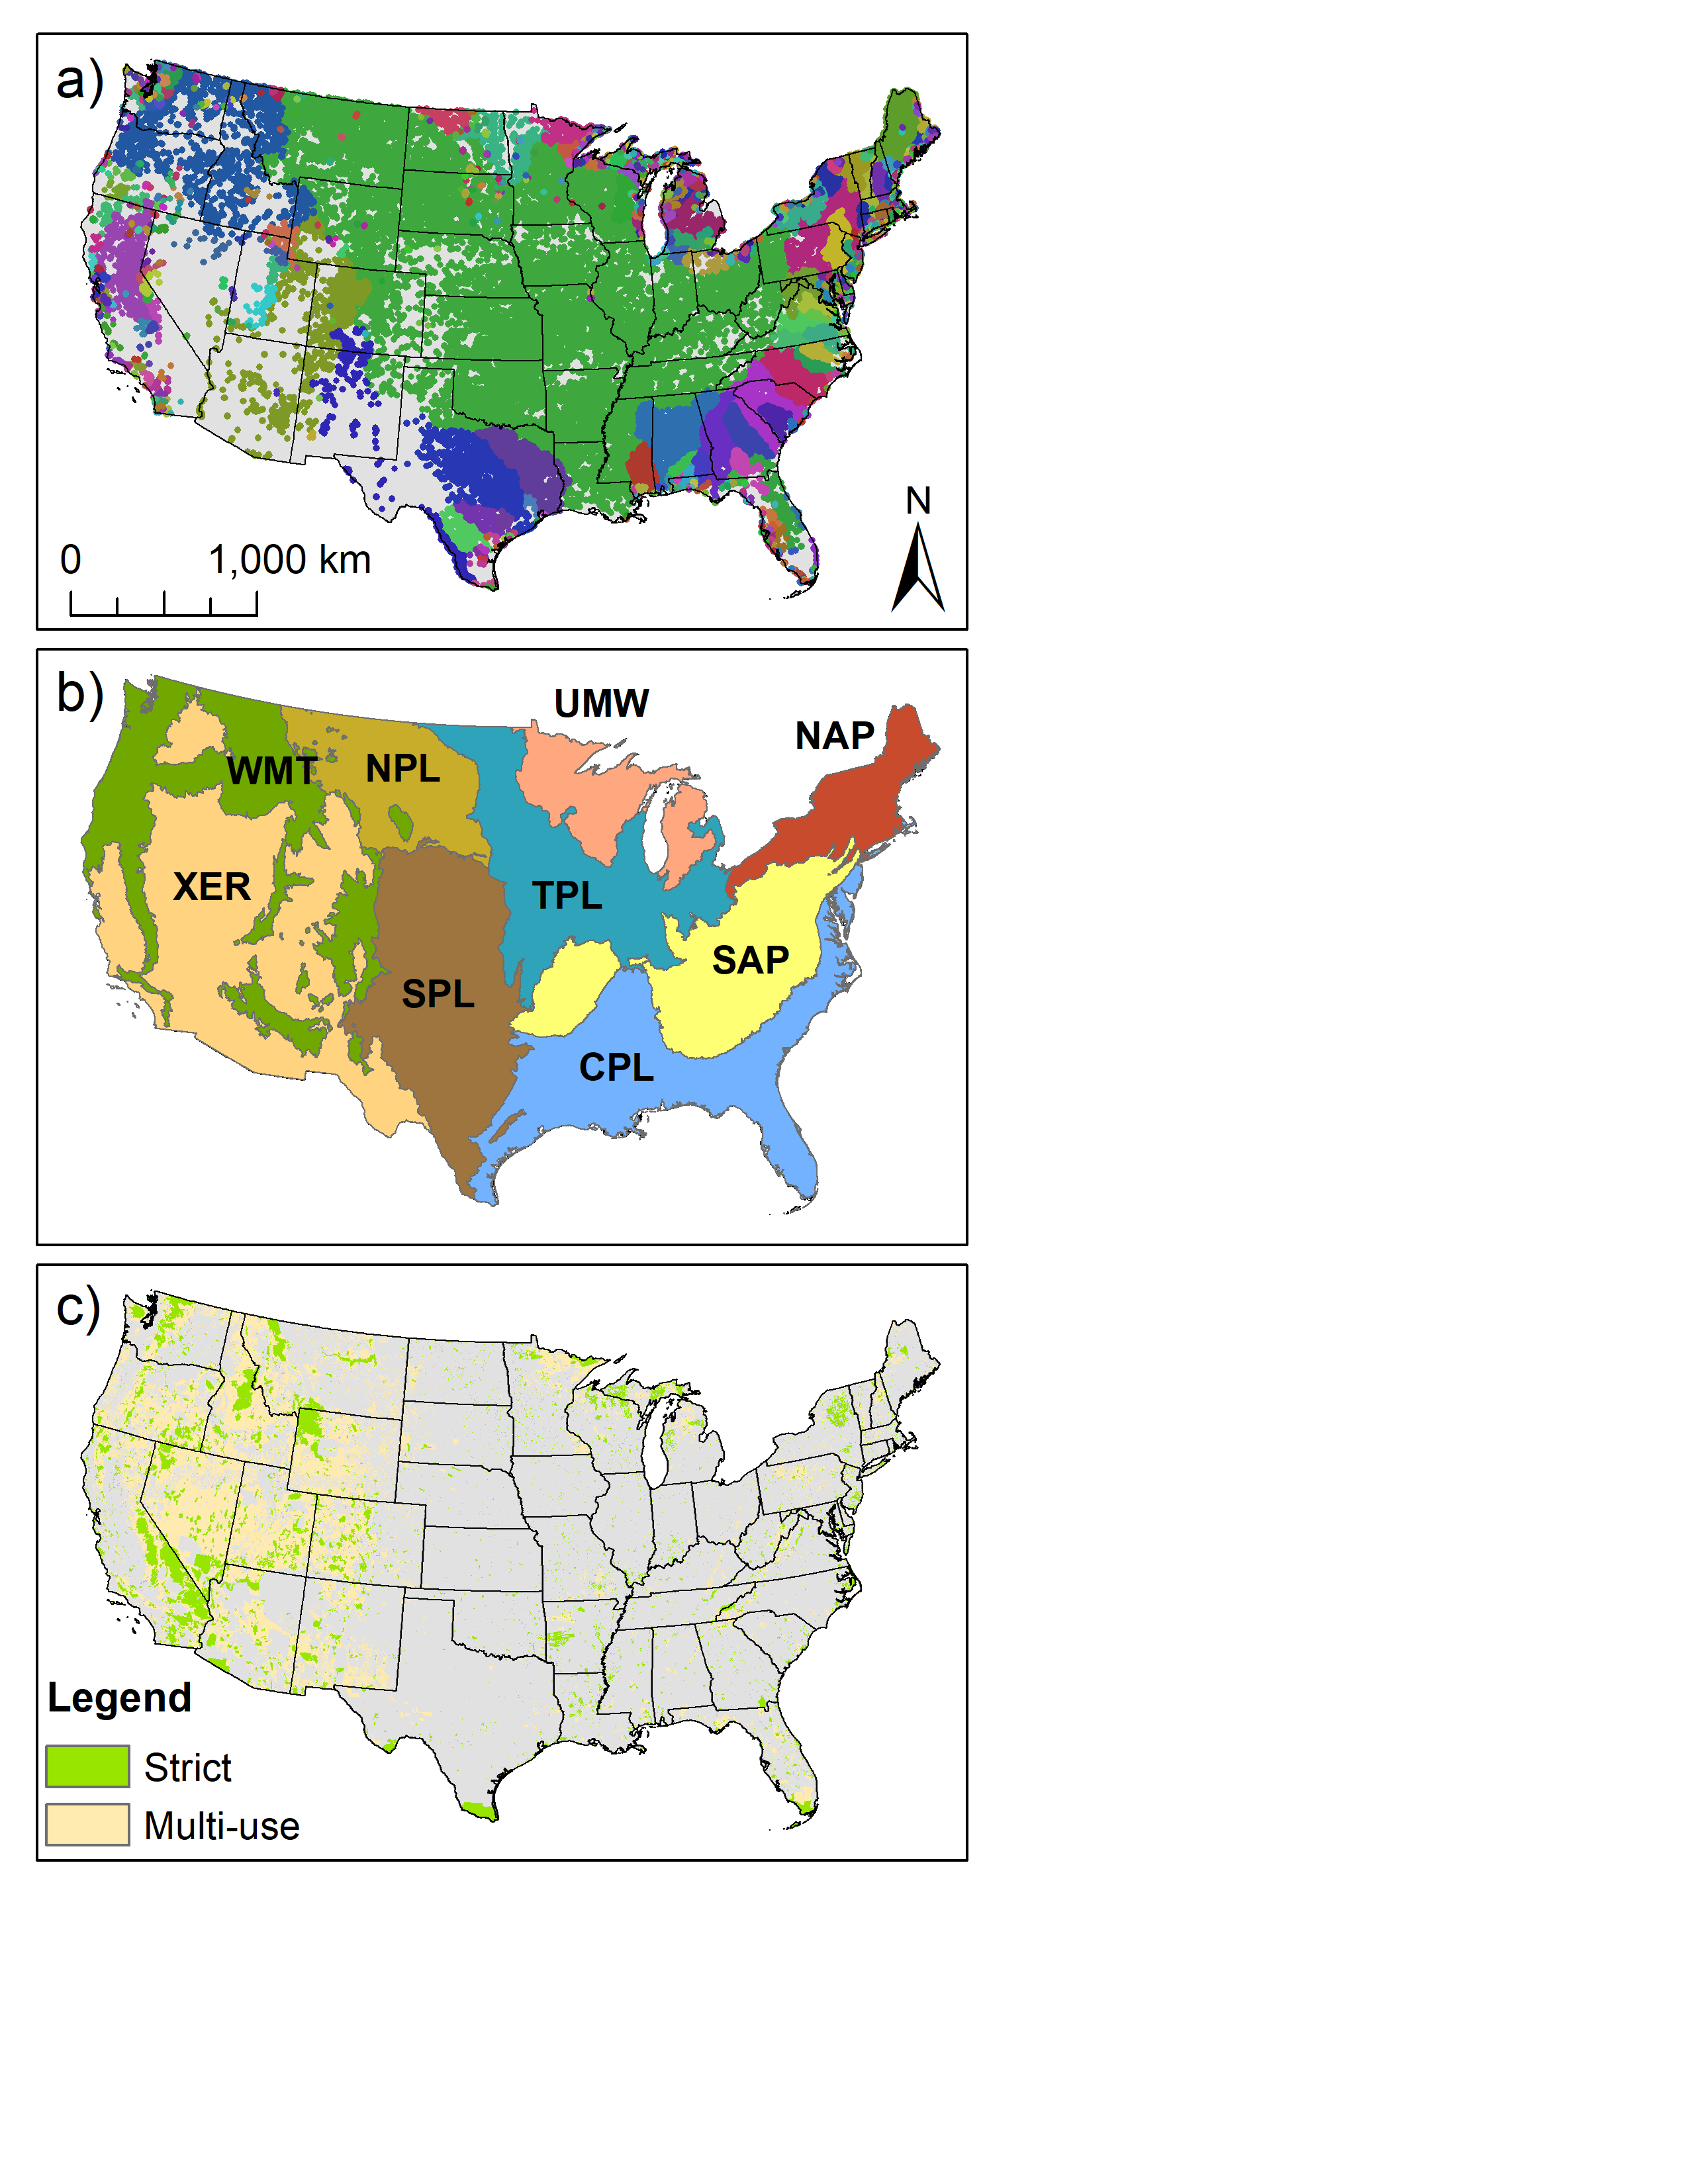 a)
N
0 1,000 km
b)
UMW
NAP
WMT NPL
XER
TPL
SAP
SPL
CPL
c)
Legend
Strict
Multi-use